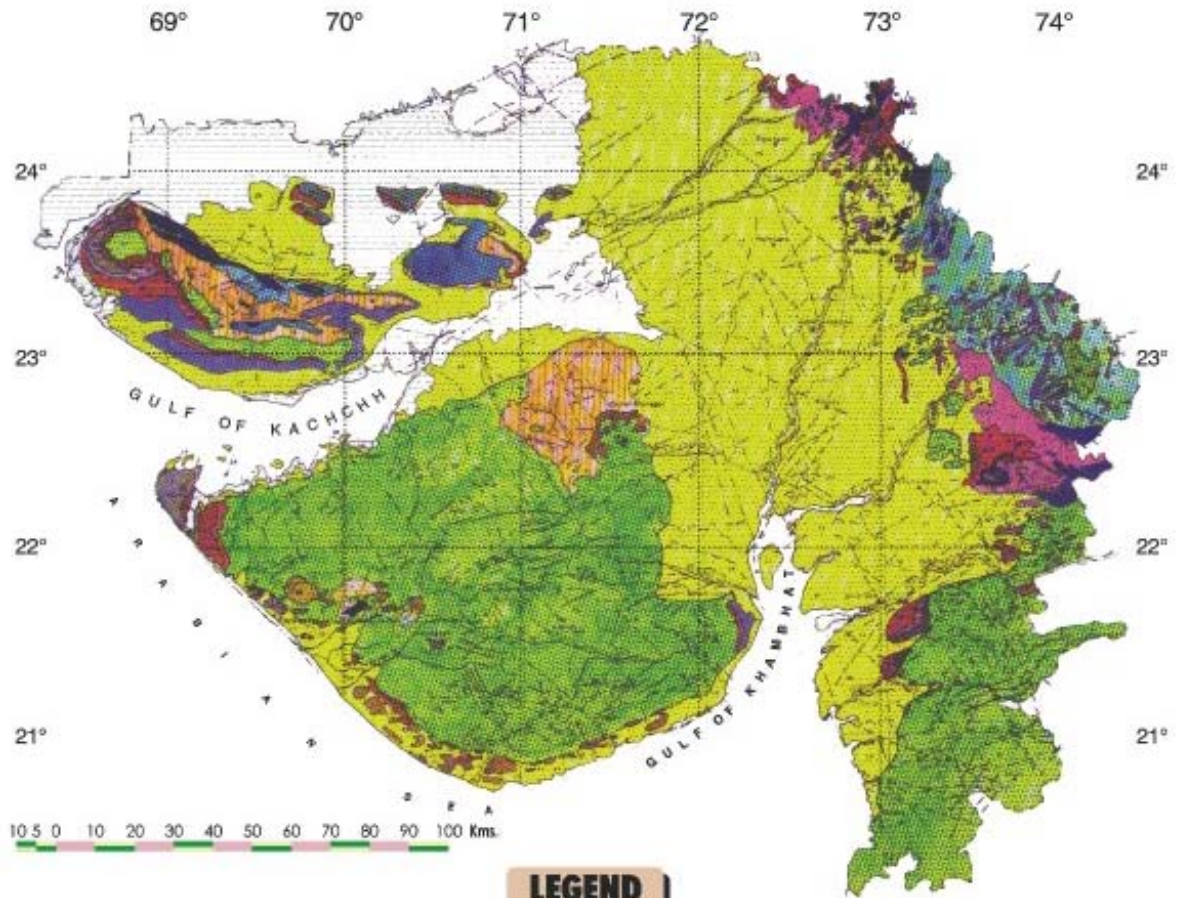 69° 70° 71° 72° 73° 74°
24° 24°
23° 23°
GULF OF KACHCHH
22° 22°
ARABIAN SEA
GULF OF KHAMBHAT
21° 21°
10 5 0 10 20 30 40 50 60 70 80 90 100 Kms.
LEGEND